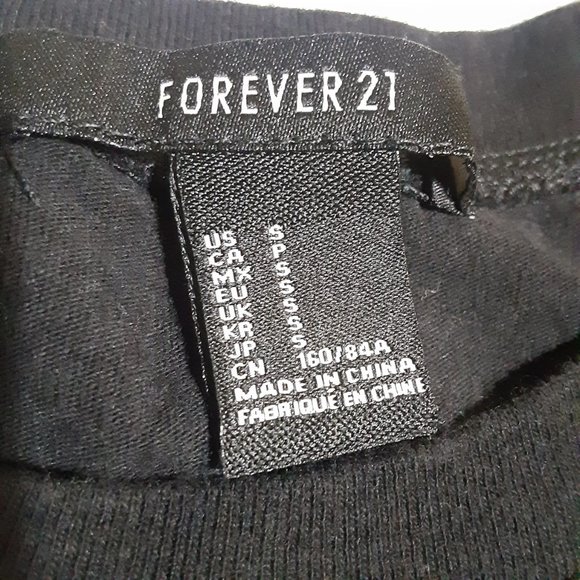 FOREVER 21
US S
CA P
MX S
EU S
UK S
KR S
JP S
CN 160/84A
MADE IN CHINA
FABRIQUE EN CHINE